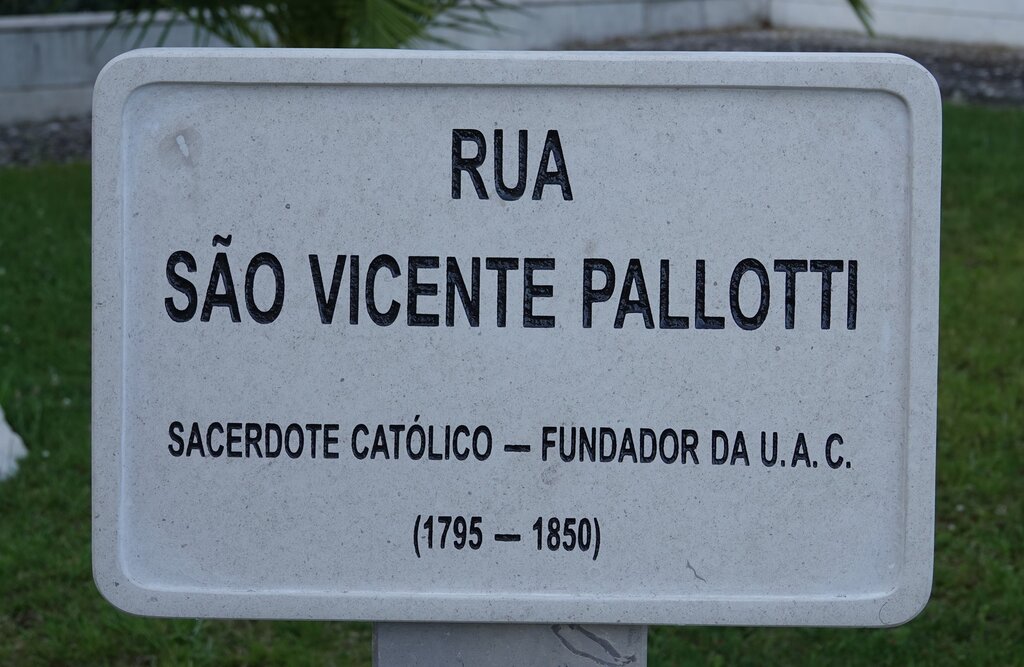 RUA
SÃO VICENTE PALLOTTI
SACERDOTE CATÓLICO — FUNDADOR DA U.A.C.
(1795 — 1850)